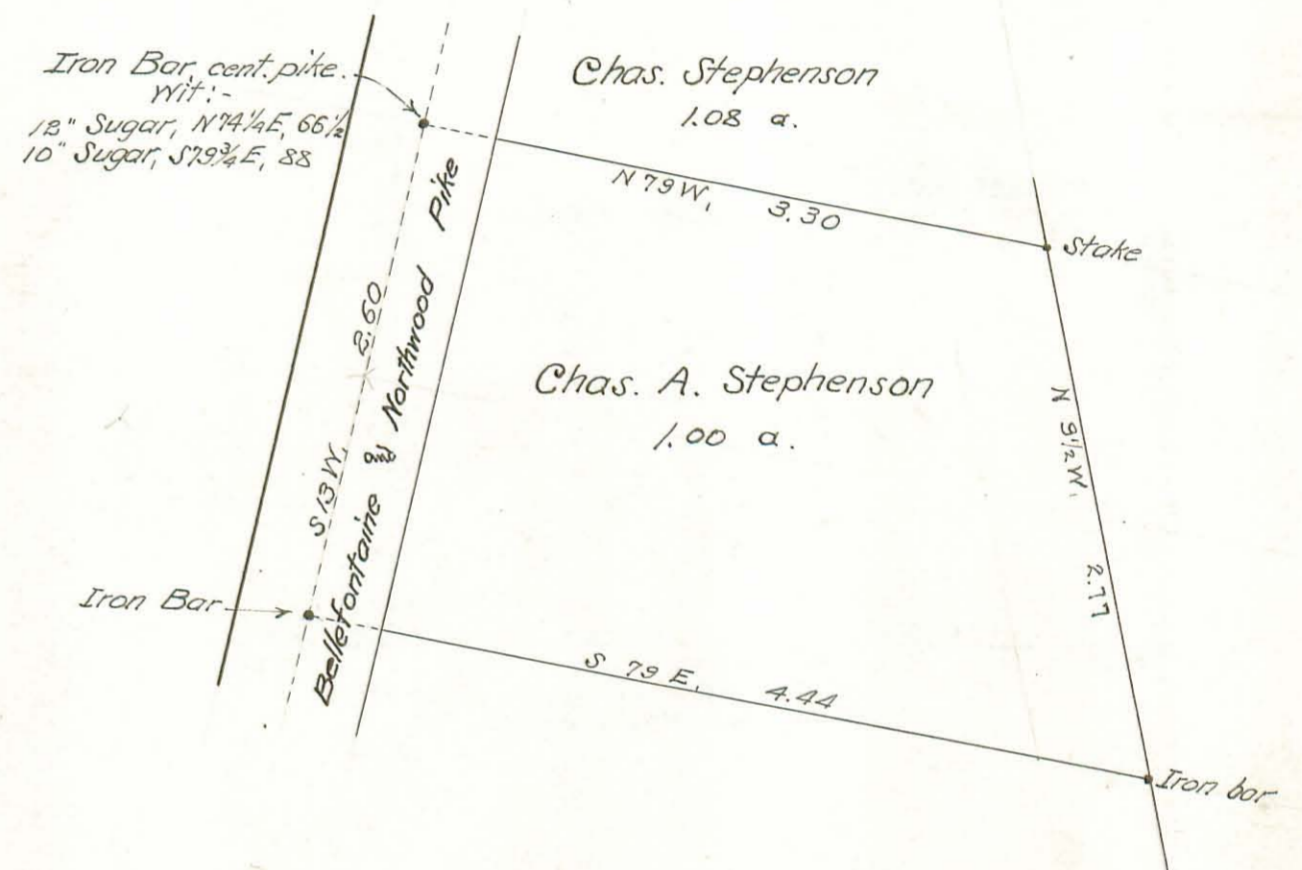 Iron Bar, cent. pike.
Wit:-
12" Sugar, N74¼E, 66½
10" Sugar, S79¾E, 88
Chas. Stephenson
1.08 a.
N 79 W, 3.30
Stake
S 13 W, 2.60
Bellefontaine & Northwood Pike
Chas. A. Stephenson
1.00 a.
N 9½ W, 2.77
Iron Bar
S 79 E, 4.44
Iron bar